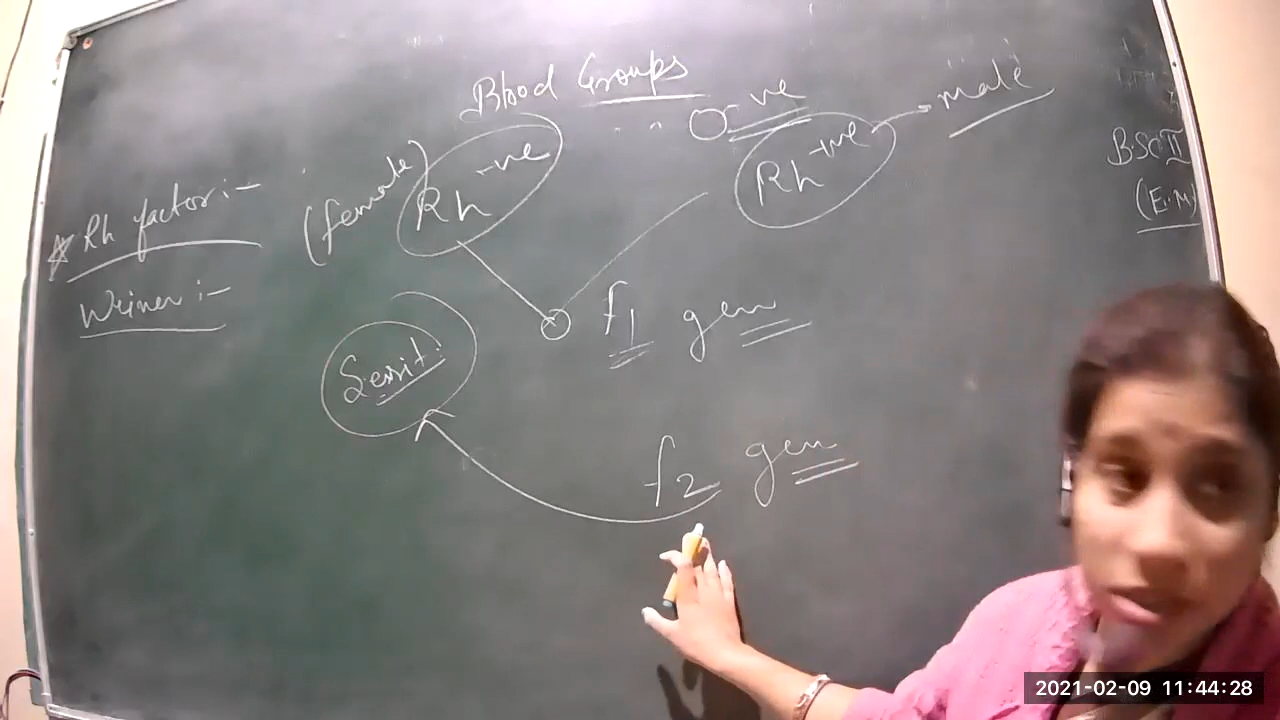 Blood Groups
O -ve
male
(female)
Rh -ve
Rh -ve
B.Sc II
(E.M)
* Rh factor :-
Weiner :-
f1 gen
Sensit.
f2 gen
2021-02-09 11:44:28